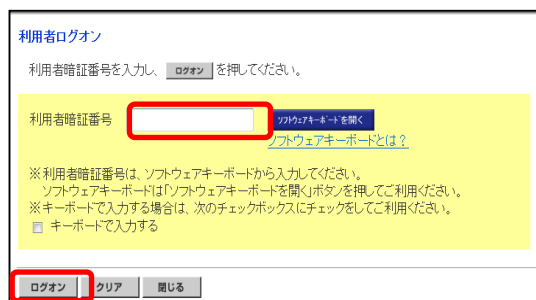 利用者ログオン
利用者暗証番号を入力し、 ログオン を押してください。
利用者暗証番号 ソフトウェアキーボードを開く
ソフトウェアキーボードとは?
※利用者暗証番号は、ソフトウェアキーボードから入力してください。
ソフトウェアキーボードは「ソフトウェアキーボードを開く」ボタンを押してご利用ください。
※キーボードで入力する場合は、次のチェックボックスにチェックをしてご利用ください。
キーボードで入力する
ログオン クリア 閉じる